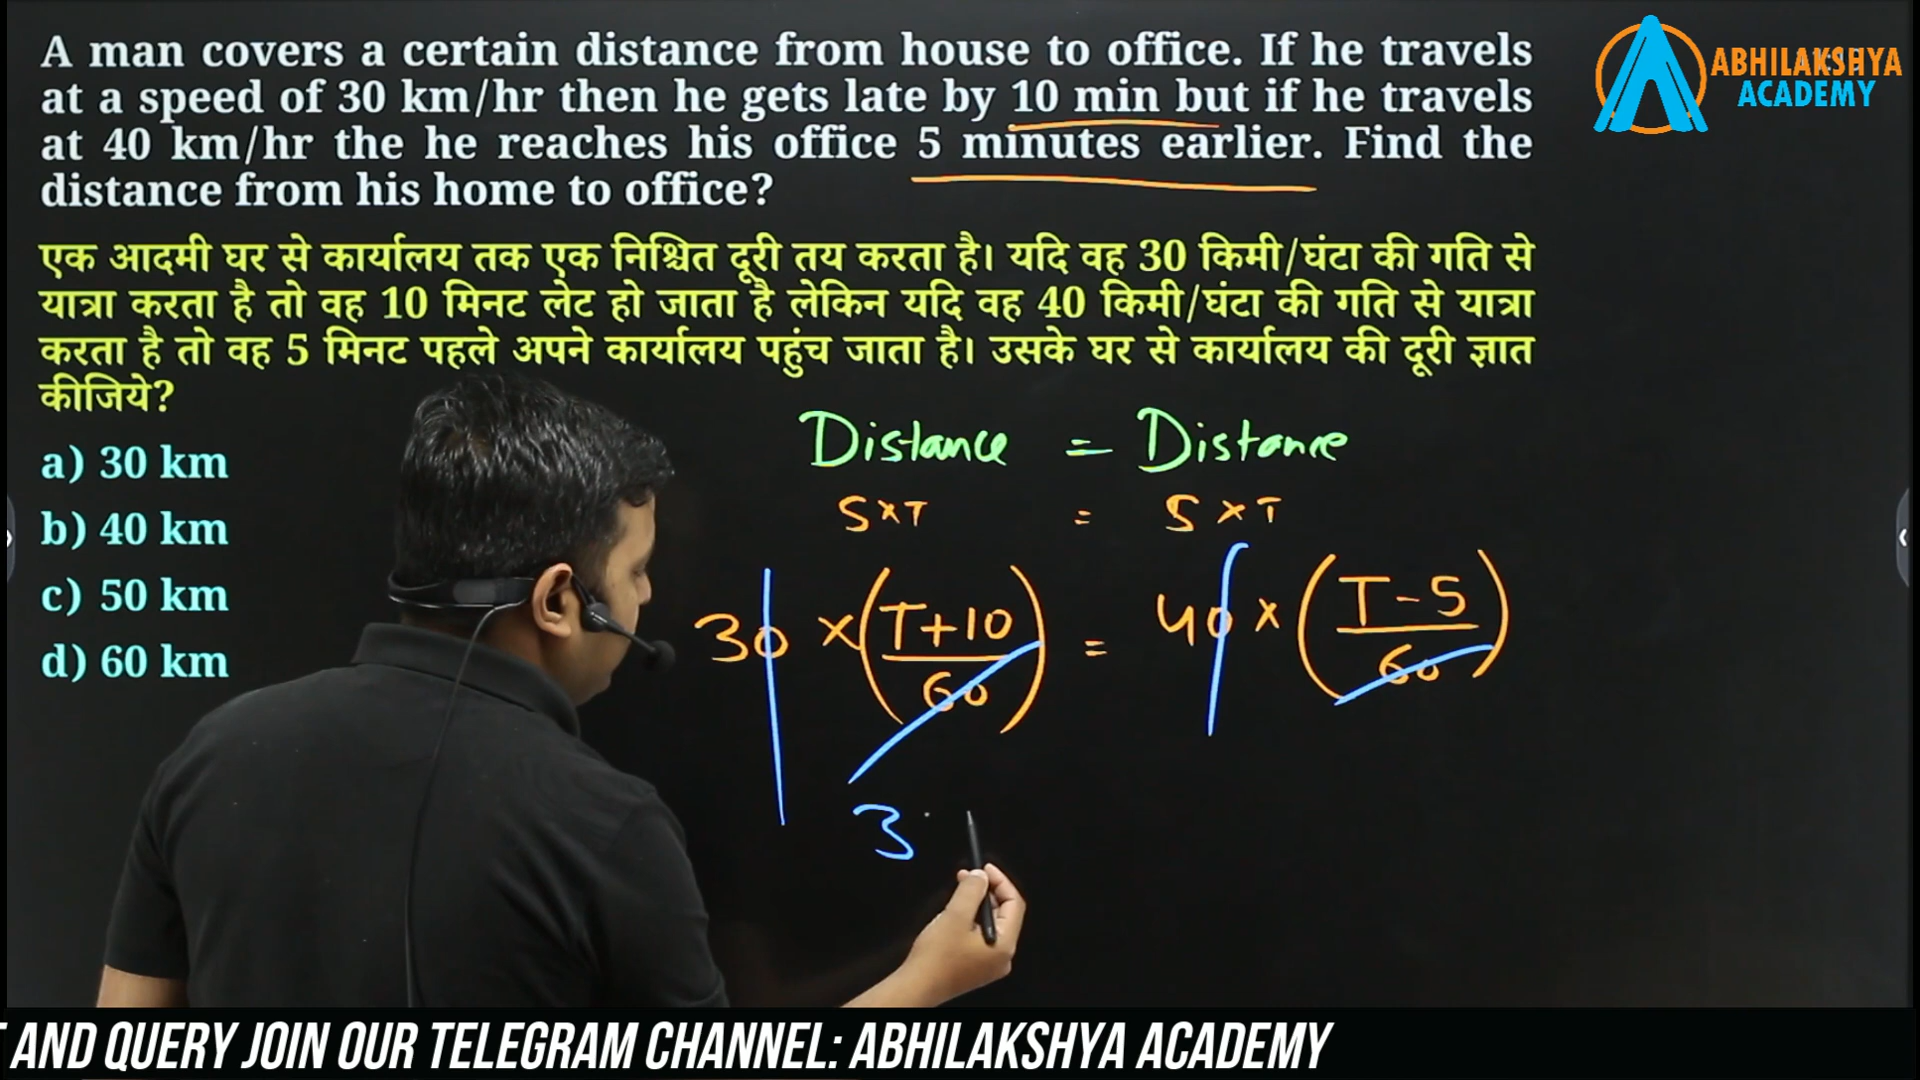 A man covers a certain distance from house to office. If he travels
at a speed of 30 km/hr then he gets late by 10 min but if he travels
at 40 km/hr the he reaches his office 5 minutes earlier. Find the
distance from his home to office?
ABHILAKSHYA
ACADEMY
एक आदमी घर से कार्यालय तक एक निश्चित दूरी तय करता है। यदि वह 30 किमी/घंटा की गति से
यात्रा करता है तो वह 10 मिनट लेट हो जाता है लेकिन यदि वह 40 किमी/घंटा की गति से यात्रा
करता है तो वह 5 मिनट पहले अपने कार्यालय पहुंच जाता है। उसके घर से कार्यालय की दूरी ज्ञात
कीजिये?
a) 30 km
b) 40 km
c) 50 km
d) 60 km
Distance = Distance
S×T = S×T
30 × (T+10/60) = 40 × (T-5/60)
3
AND QUERY JOIN OUR TELEGRAM CHANNEL: ABHILAKSHYA ACADEMY